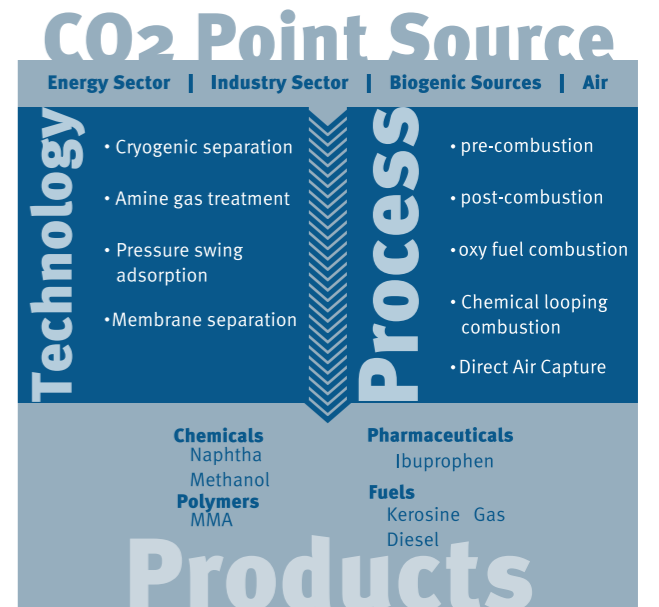 CO2 Point Source
Energy Sector | Industry Sector | Biogenic Sources | Air
Technology
• Cryogenic separation
• Amine gas treatment
• Pressure swing
adsorption
•Membrane separation
Process
• pre-combustion
• post-combustion
•oxy fuel combustion
• Chemical looping
combustion
•Direct Air Capture
Chemicals
Naphtha
Methanol
Polymers
MMA
Pharmaceuticals
Ibuprophen
Fuels
Kerosine Gas
Diesel
Products